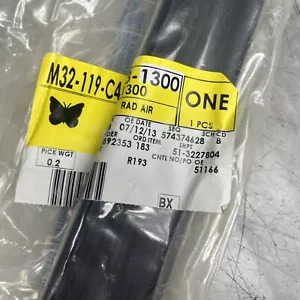 M32-119-C4
-1300
300
RAD AIR
ONE
1 PCS
OE DATE
07/12/13
SEQ
574374628
SCH CD
B
ORD ITEM
892353 183
SHPT
51-3227804
PICK WGT
0.2
R193
CNTL NO/PO OE
51166
BX